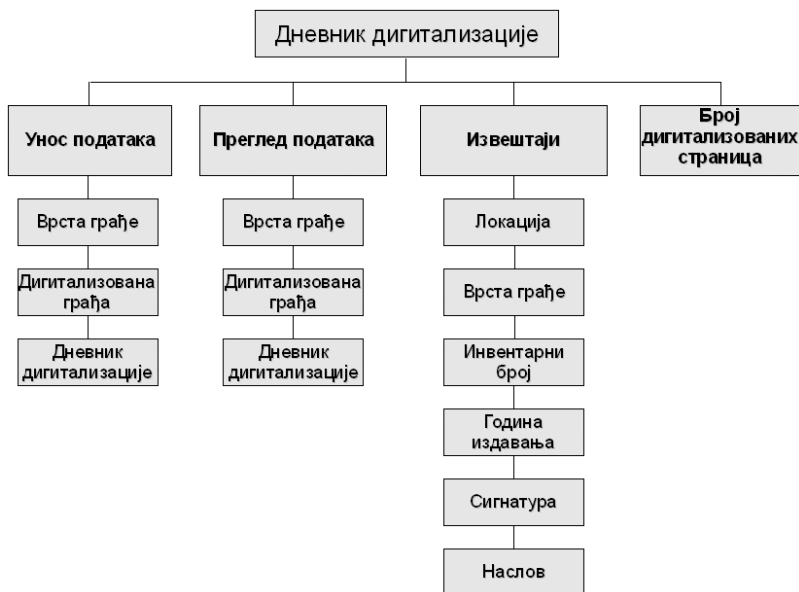 Дневник дигитализације
Унос података
Врста грађе
Дигитализована
грађа
Дневник
дигитализације
Преглед података
Врста грађе
Дигитализована
грађа
Дневник
дигитализације
Извештаји
Локација
Врста грађе
Инвентарни
број
Година
издавања
Сигнатура
Наслов
Број
дигитализованих
страница